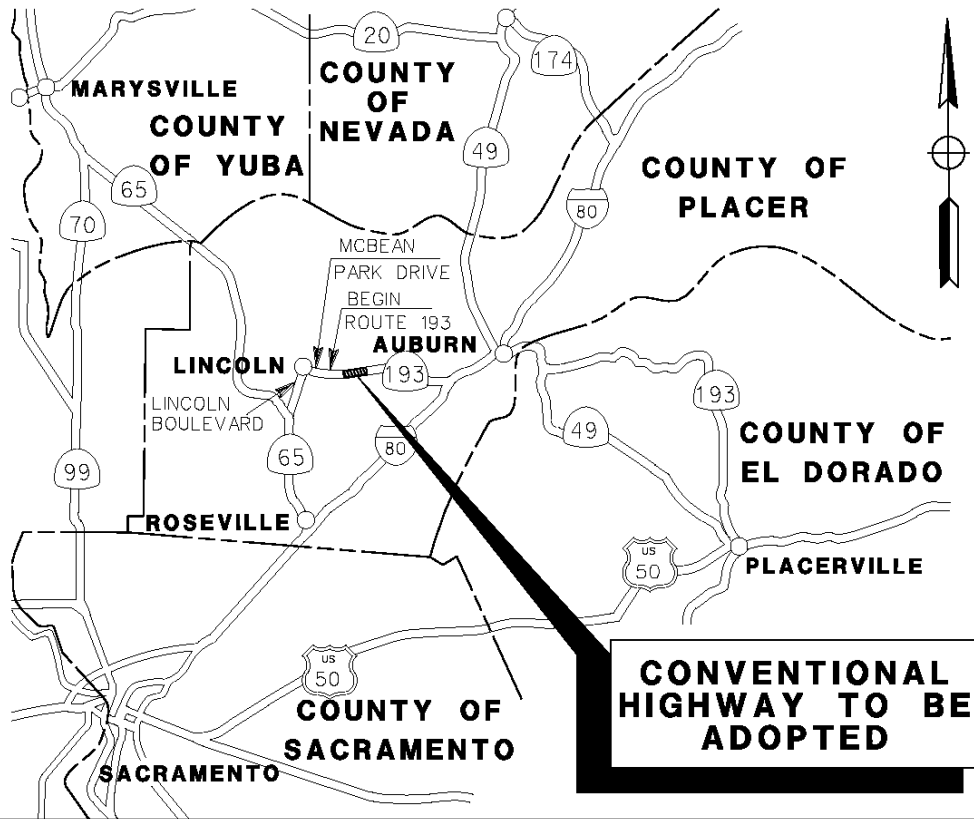 20
174
COUNTY
OF
NEVADA
MARYSVILLE
COUNTY
OF YUBA
49
COUNTY OF
PLACER
65
70
80
MCBEAN
PARK DRIVE
BEGIN
ROUTE 193
AUBURN
LINCOLN
193
193
LINCOLN
BOULEVARD
49
COUNTY OF
EL DORADO
80
65
99
ROSEVILLE
US
50
PLACERVILLE
US
50
CONVENTIONAL
HIGHWAY TO BE
ADOPTED
COUNTY OF
SACRAMENTO
SACRAMENTO